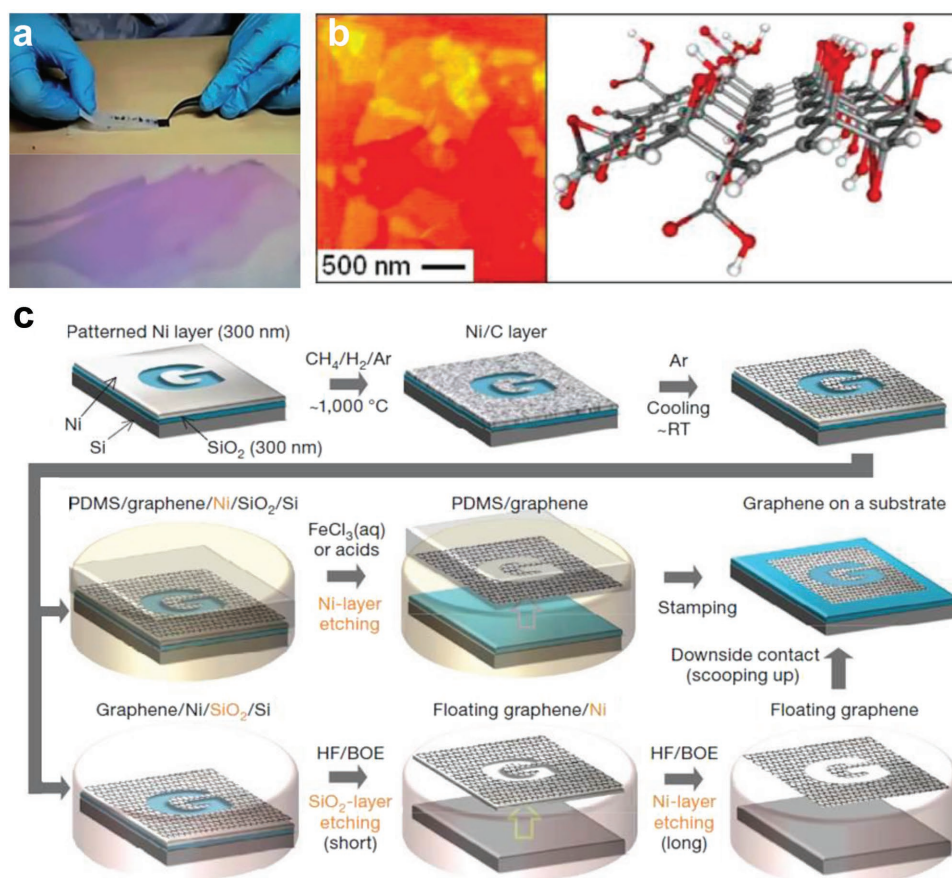 a
b
500 nm
c
Patterned Ni layer (300 nm)
CH₄/H₂/Ar
~1,000 °C
Ni/C layer
Ar
Cooling
~RT
Ni
Si
SiO₂ (300 nm)
PDMS/graphene/Ni/SiO₂/Si
FeCl₃(aq)
or acids
Ni-layer
etching
PDMS/graphene
Stamping
Graphene on a substrate
Downside contact
(scooping up)
Graphene/Ni/SiO₂/Si
HF/BOE
SiO₂-layer
etching
(short)
Floating graphene/Ni
HF/BOE
Ni-layer
etching
(long)
Floating graphene